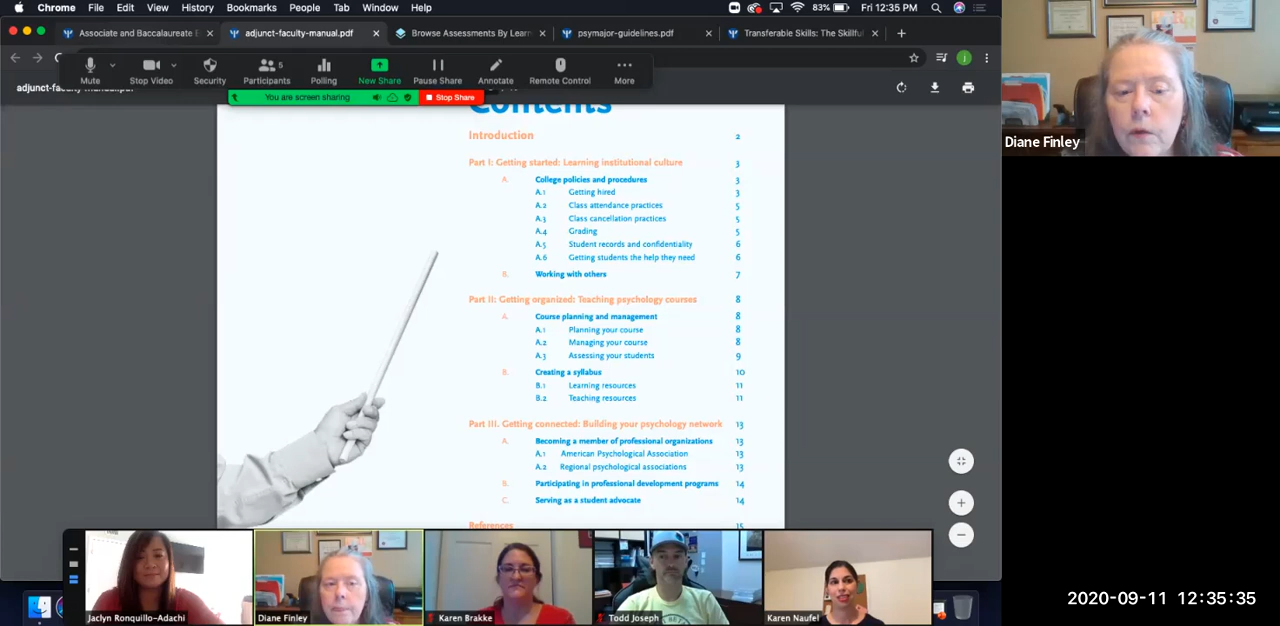 Chrome File Edit View History Bookmarks People Tab Window Help 83% Fri 12:35 PM
Associate and Baccalaureate adjunct-faculty-manual.pdf Browse Assessments By Learn psymajor-guidelines.pdf Transferable Skills: The Skillful
Mute Stop Video Security Participants 5 Polling New Share Pause Share Annotate Remote Control More
adjunct-faculty-manual.pdf
You are screen sharing Stop Share
Contents
Introduction 2
Part I: Getting started: Learning institutional culture 3
A. College policies and procedures 3
A.1 Getting hired 3
A.2 Class attendance practices 5
A.3 Class cancellation practices 5
A.4 Grading 5
A.5 Student records and confidentiality 6
A.6 Getting students the help they need 6
B. Working with others 7
Part II: Getting organized: Teaching psychology courses 8
A. Course planning and management 8
A.1 Planning your course 8
A.2 Managing your course 8
A.3 Assessing your students 9
B. Creating a syllabus 10
B.1 Learning resources 11
B.2 Teaching resources 11
Part III. Getting connected: Building your psychology network 13
A. Becoming a member of professional organizations 13
A.1 American Psychological Association 13
A.2 Regional psychological associations 13
B. Participating in professional development programs 14
C. Serving as a student advocate 14
References 15
Diane Finley
Jaclyn Ronquillo-Adachi Diane Finley Karen Brakke Todd Joseph Karen Naufel
2020-09-11 12:35:35